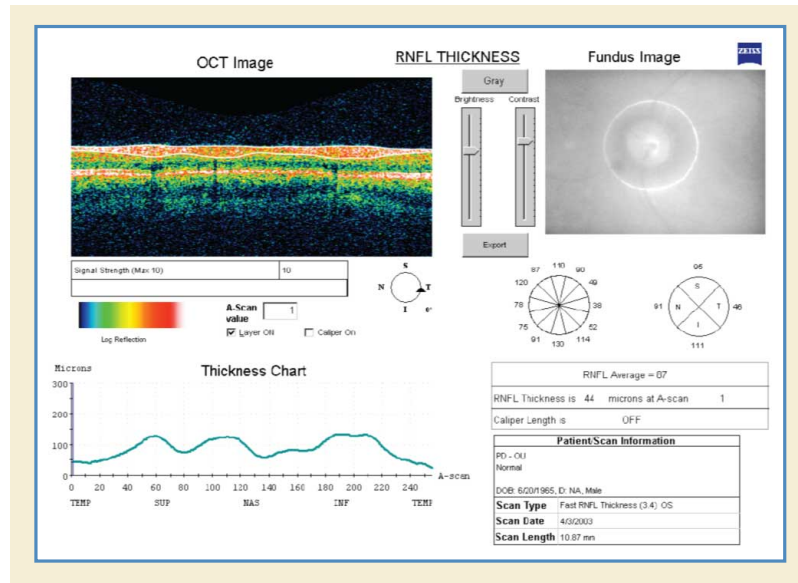 OCT Image
RNFL THICKNESS
Fundus Image
ZEISS
Gray
Brightness Contrast
Export
Signal Strength (Max 10) 10
S
N T
I
Log Reflection
A-Scan value 1
Layer ON Caliper On
110
87 90
120 49
78 38
75 52
91 114
130
95
S
91 N T 46
I
111
Microns
Thickness Chart
300
200
100
0
A-scan
0 20 40 60 80 100 120 140 160 180 200 220 240
TEMP SUP NAS INF TEMP
RNFL Average = 87
RNFL Thickness is 44 microns at A-scan 1
Caliper Length is OFF
Patient/Scan Information
PD - OU
Normal
DOB: 6/20/1965, D: NA, Male
Scan Type Fast RNFL Thickness (3.4) OS
Scan Date 4/3/2003
Scan Length 10.87 mm